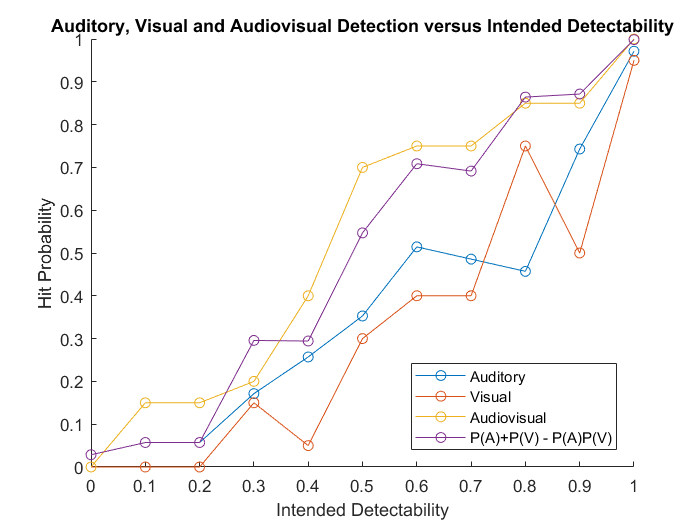 Auditory, Visual and Audiovisual Detection versus Intended Detectability
1
0.9
0.8
0.7
0.6
0.5
0.4
0.3
0.2
0.1
0
Hit Probability
Auditory
Visual
Audiovisual
P(A)+P(V) - P(A)P(V)
0 0.1 0.2 0.3 0.4 0.5 0.6 0.7 0.8 0.9 1
Intended Detectability